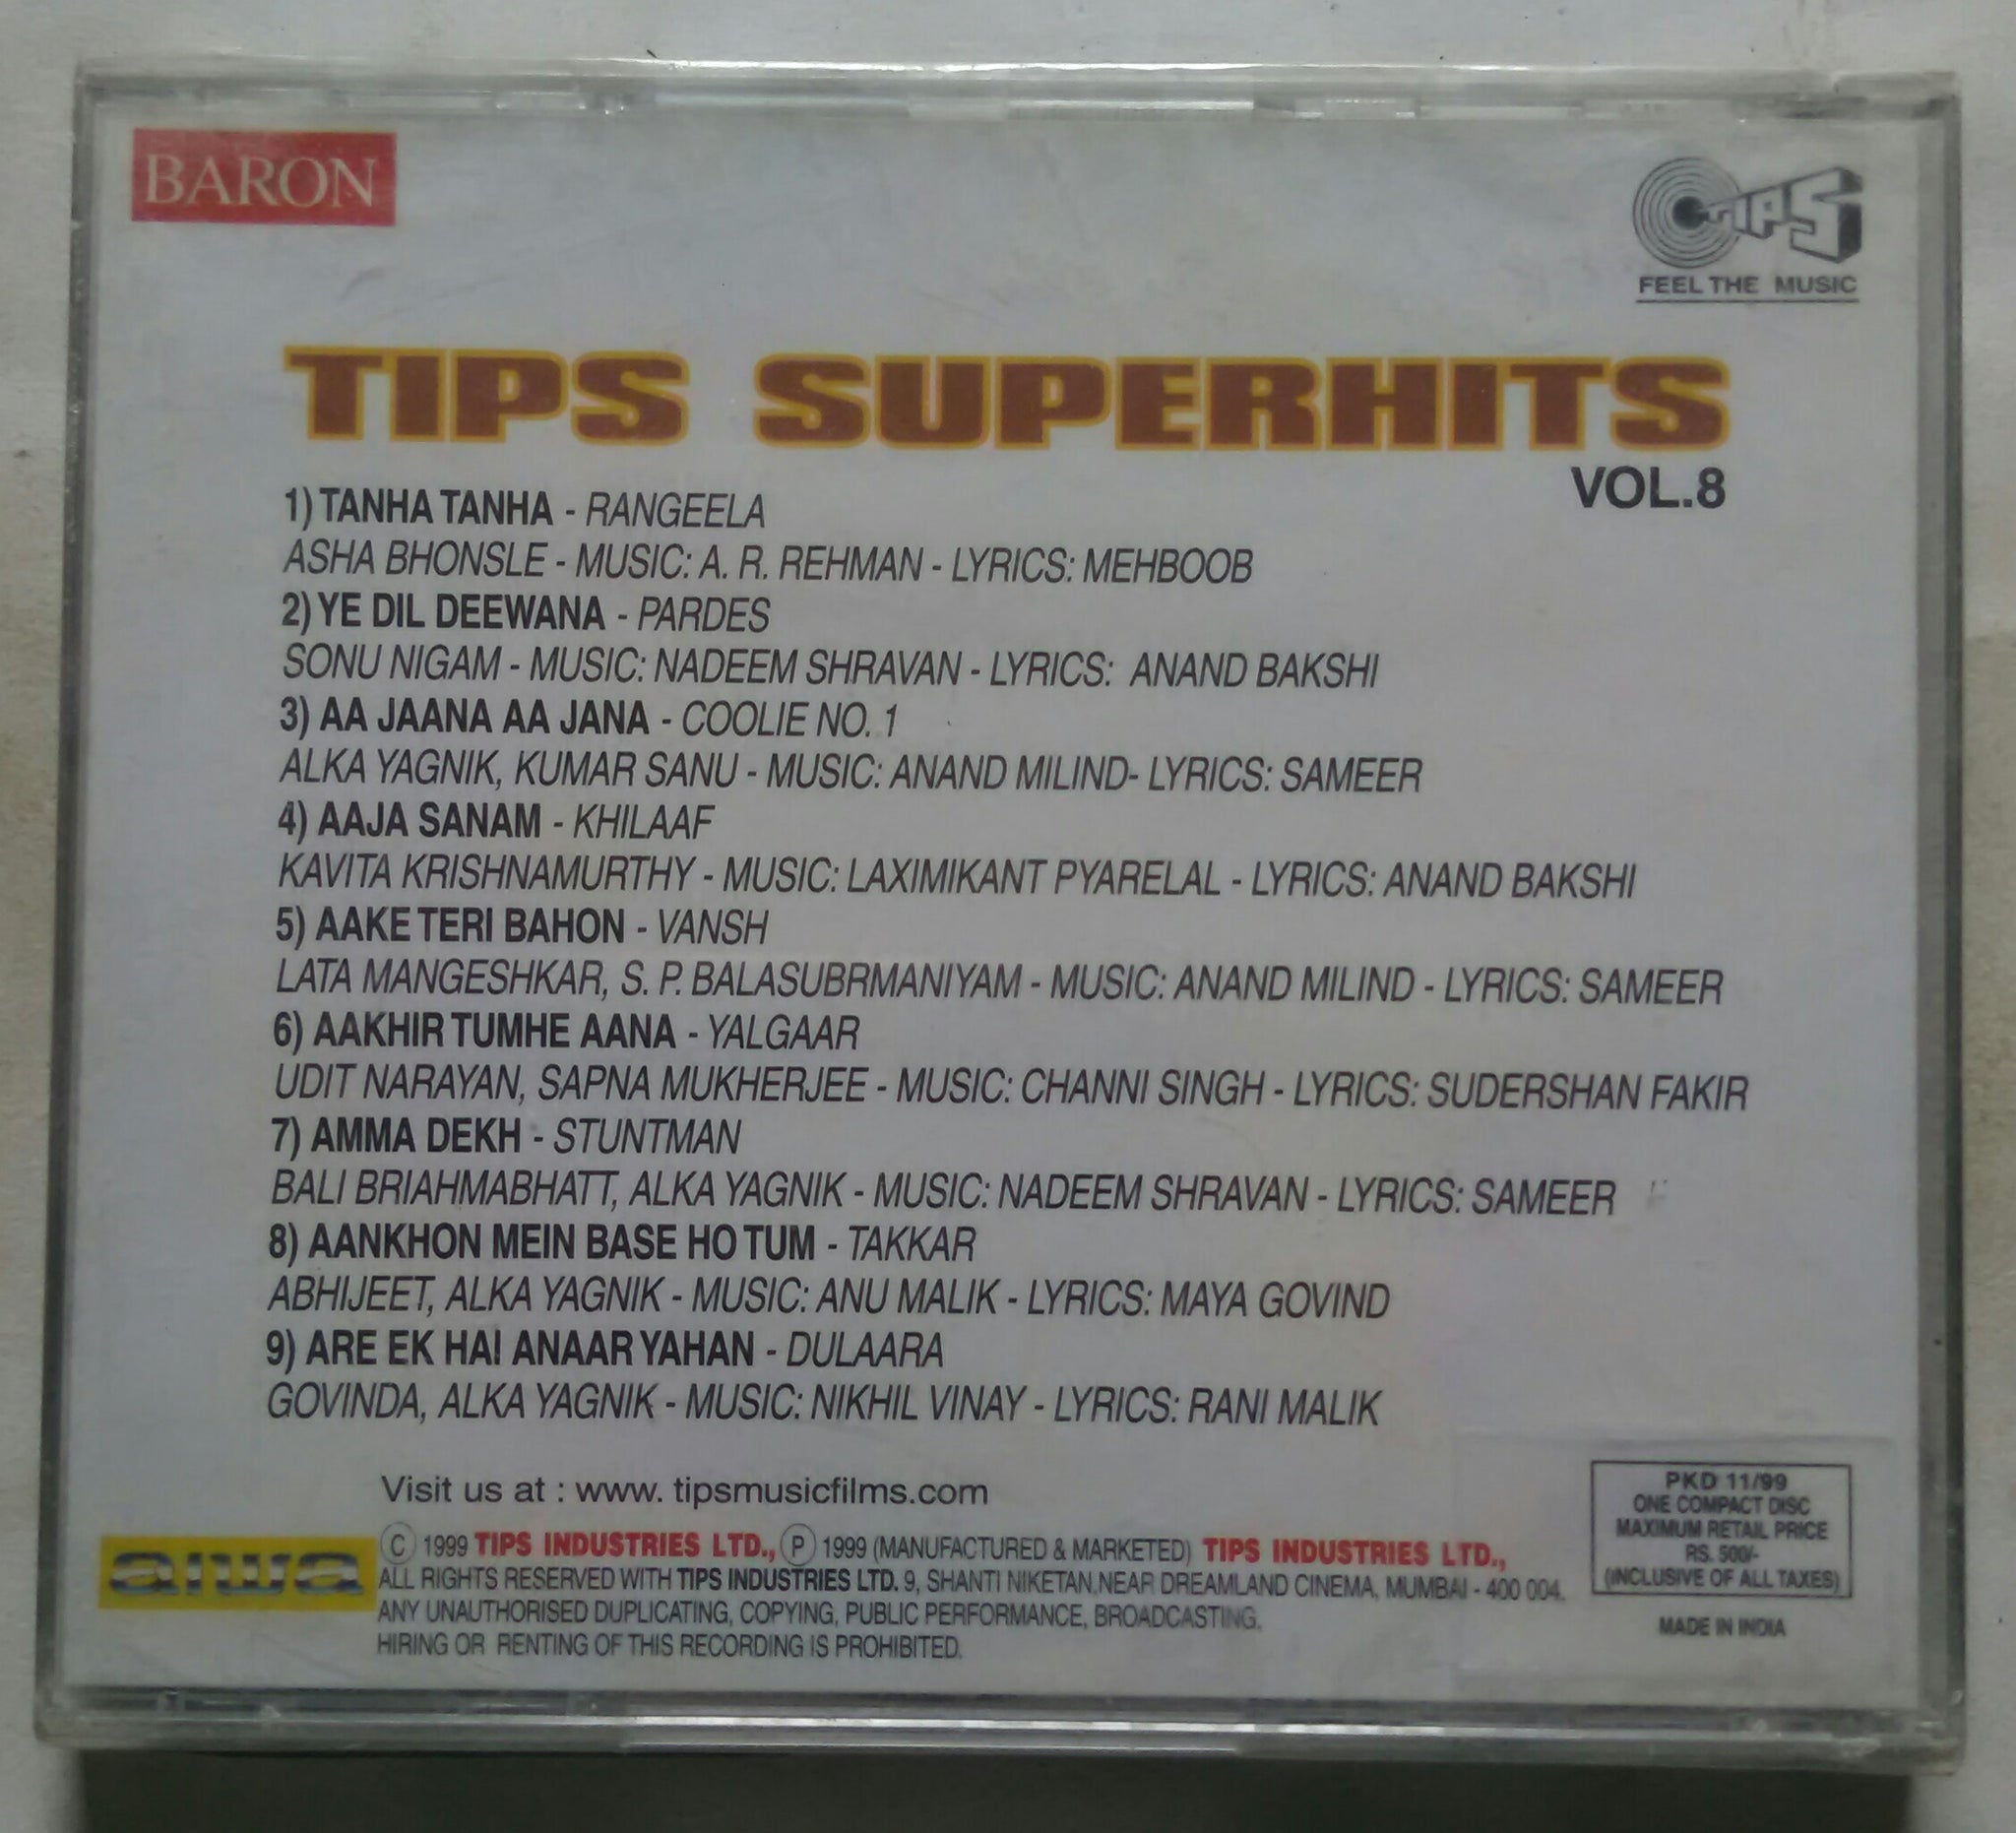 BARON
TIPS
FEEL THE MUSIC
TIPS SUPERHITS
VOL.8
1) TANHA TANHA - RANGEELA
ASHA BHONSLE - MUSIC: A. R. REHMAN - LYRICS: MEHBOOB
2) YE DIL DEEWANA - PARDES
SONU NIGAM - MUSIC: NADEEM SHRAVAN - LYRICS: ANAND BAKSHI
3) AA JAANA AA JANA - COOLIE NO. 1
ALKA YAGNIK, KUMAR SANU - MUSIC: ANAND MILIND- LYRICS: SAMEER
4) AAJA SANAM - KHILAAF
KAVITA KRISHNAMURTHY - MUSIC: LAXIMIKANT PYARELAL - LYRICS: ANAND BAKSHI
5) AAKE TERI BAHON - VANSH
LATA MANGESHKAR, S. P. BALASUBRMANIYAM - MUSIC: ANAND MILIND - LYRICS: SAMEER
6) AAKHIR TUMHE AANA - YALGAAR
UDIT NARAYAN, SAPNA MUKHERJEE - MUSIC: CHANNI SINGH - LYRICS: SUDERSHAN FAKIR
7) AMMA DEKH - STUNTMAN
BALI BRIAHMABHATT, ALKA YAGNIK - MUSIC: NADEEM SHRAVAN - LYRICS: SAMEER
8) AANKHON MEIN BASE HO TUM - TAKKAR
ABHIJEET, ALKA YAGNIK - MUSIC: ANU MALIK - LYRICS: MAYA GOVIND
9) ARE EK HAI ANAAR YAHAN - DULAARA
GOVINDA, ALKA YAGNIK - MUSIC: NIKHIL VINAY - LYRICS: RANI MALIK
Visit us at : www. tipsmusicfilms.com
aiwa
Ⓒ 1999 TIPS INDUSTRIES LTD., Ⓟ 1999 (MANUFACTURED & MARKETED) TIPS INDUSTRIES LTD.,
ALL RIGHTS RESERVED WITH TIPS INDUSTRIES LTD. 9, SHANTI NIKETAN, NEAR DREAMLAND CINEMA, MUMBAI - 400 004.
ANY UNAUTHORISED DUPLICATING, COPYING, PUBLIC PERFORMANCE, BROADCASTING,
HIRING OR RENTING OF THIS RECORDING IS PROHIBITED.
PKD 11/99
ONE COMPACT DISC
MAXIMUM RETAIL PRICE
RS. 500/-
(INCLUSIVE OF ALL TAXES)
MADE IN INDIA